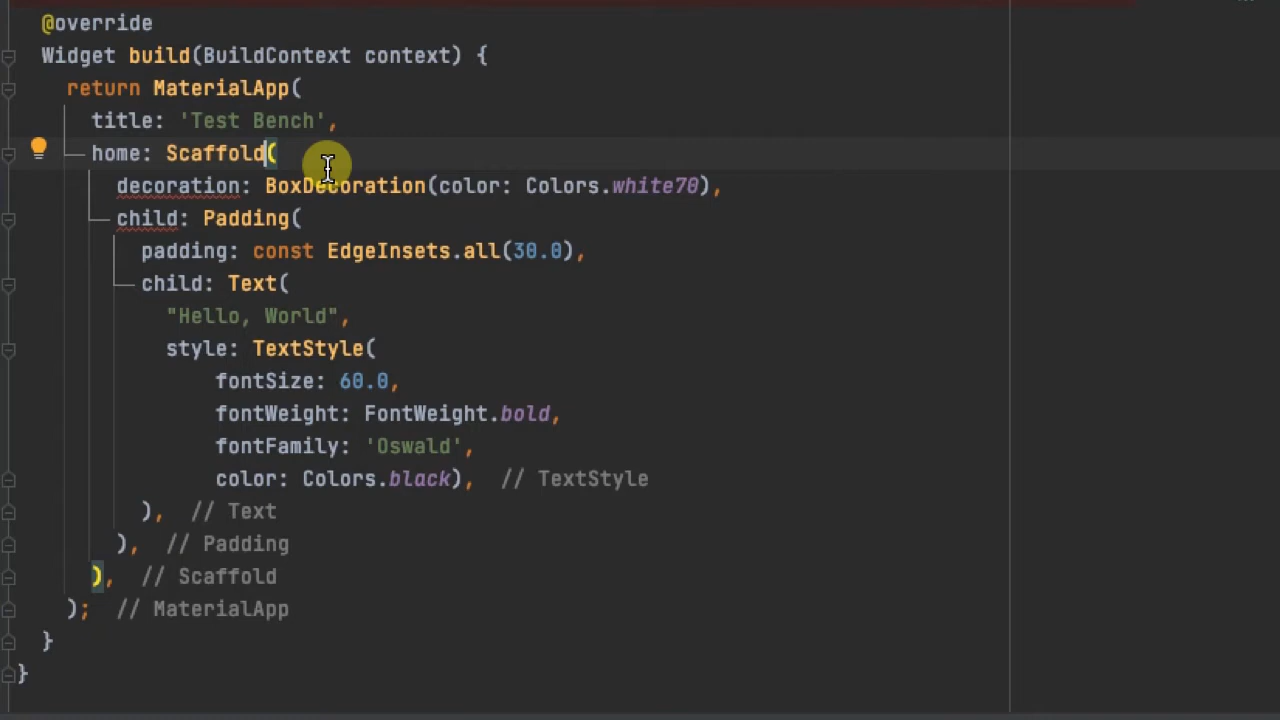 @override
Widget build(BuildContext context) {
return MaterialApp(
title: 'Test Bench',
home: Scaffold(
decoration: BoxDecoration(color: Colors.white70),
child: Padding(
padding: const EdgeInsets.all(30.0),
child: Text(
"Hello, World",
style: TextStyle(
fontSize: 60.0,
fontWeight: FontWeight.bold,
fontFamily: 'Oswald',
color: Colors.black), // TextStyle
), // Text
), // Padding
), // Scaffold
); // MaterialApp
}
}